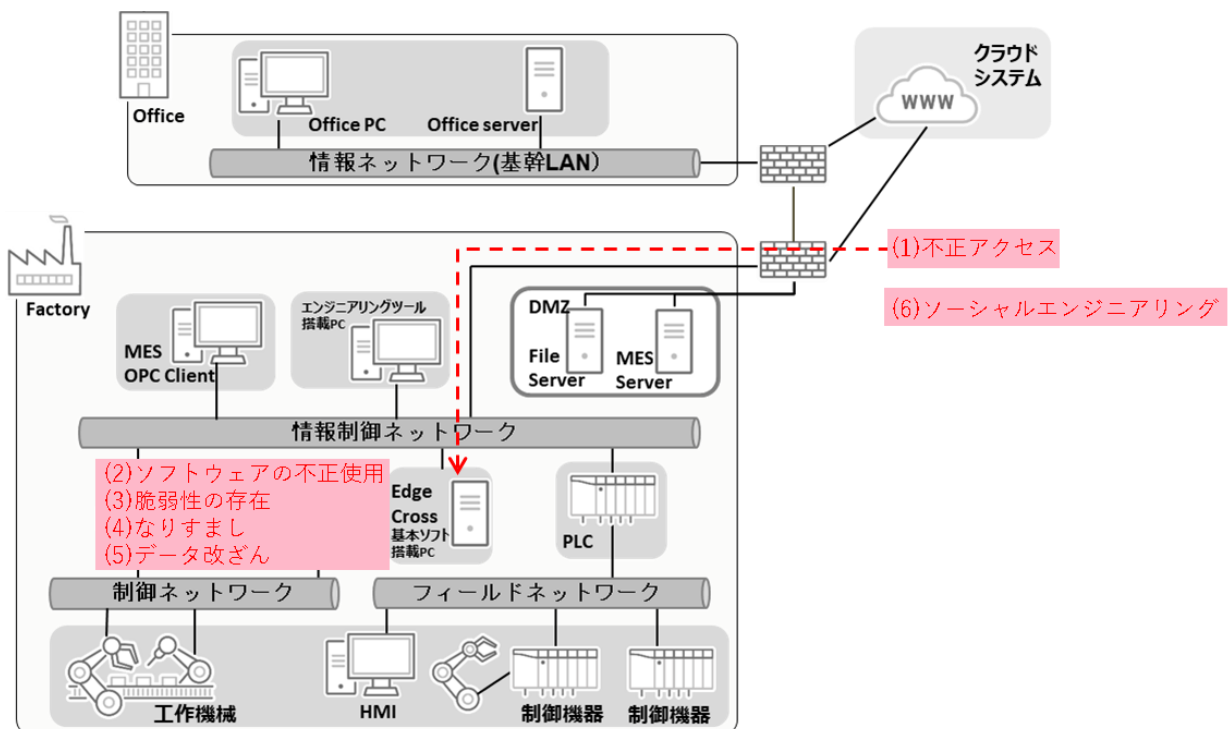 クラウド
システム
WWW
Office
Office PC
Office server
情報ネットワーク(基幹LAN）
(1)不正アクセス
(6)ソーシャルエンジニアリング
Factory
MES
OPC Client
エンジニアリングツール
搭載PC
DMZ
File
Server
MES
Server
情報制御ネットワーク
(2)ソフトウェアの不正使用
(3)脆弱性の存在
(4)なりすまし
(5)データ改ざん
Edge
Cross
基本ソフト
搭載PC
PLC
制御ネットワーク
フィールドネットワーク
工作機械
HMI
制御機器
制御機器